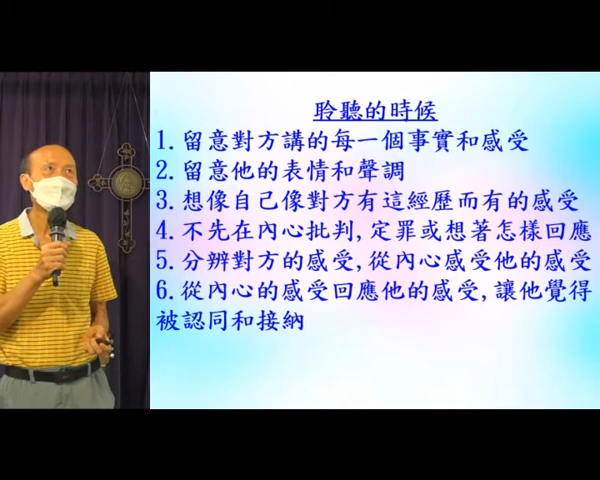 聆聽的時候
1.留意對方講的每一個事實和感受
2.留意他的表情和聲調
3.想像自己像對方有這經歷而有的感受
4.不先在內心批判,定罪或想著怎樣回應
5.分辨對方的感受,從內心感受他的感受
6.從內心的感受回應他的感受,讓他覺得
被認同和接納